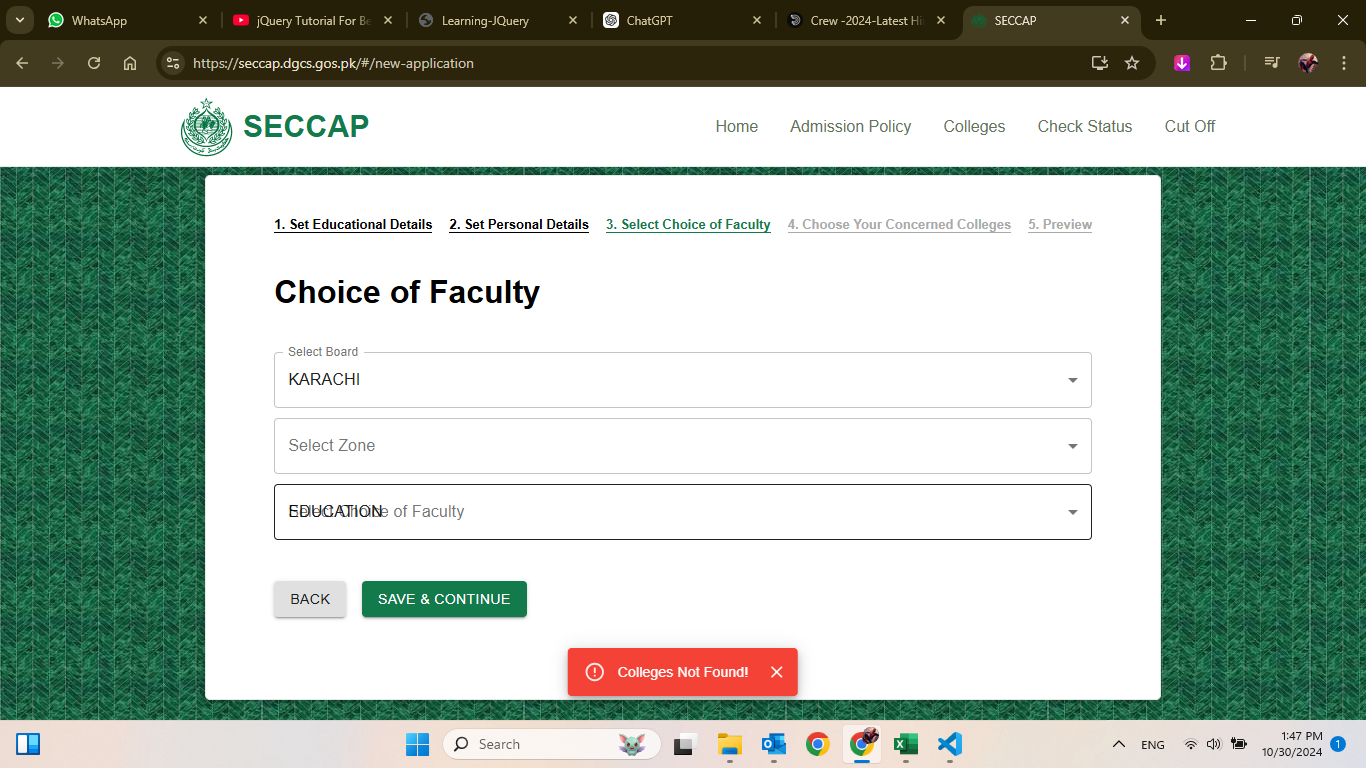 WhatsApp
jQuery Tutorial For Be
Learning-JQuery
ChatGPT
Crew -2024-Latest Hi
SECCAP
https://seccap.dgcs.gos.pk/#/new-application
SECCAP
Home
Admission Policy
Colleges
Check Status
Cut Off
1. Set Educational Details
2. Set Personal Details
3. Select Choice of Faculty
4. Choose Your Concerned Colleges
5. Preview
Choice of Faculty
Select Board
KARACHI
Select Zone
EDUCATION
Select Choice of Faculty
BACK
SAVE & CONTINUE
Colleges Not Found!
Search
ENG
1:47 PM
10/30/2024
1